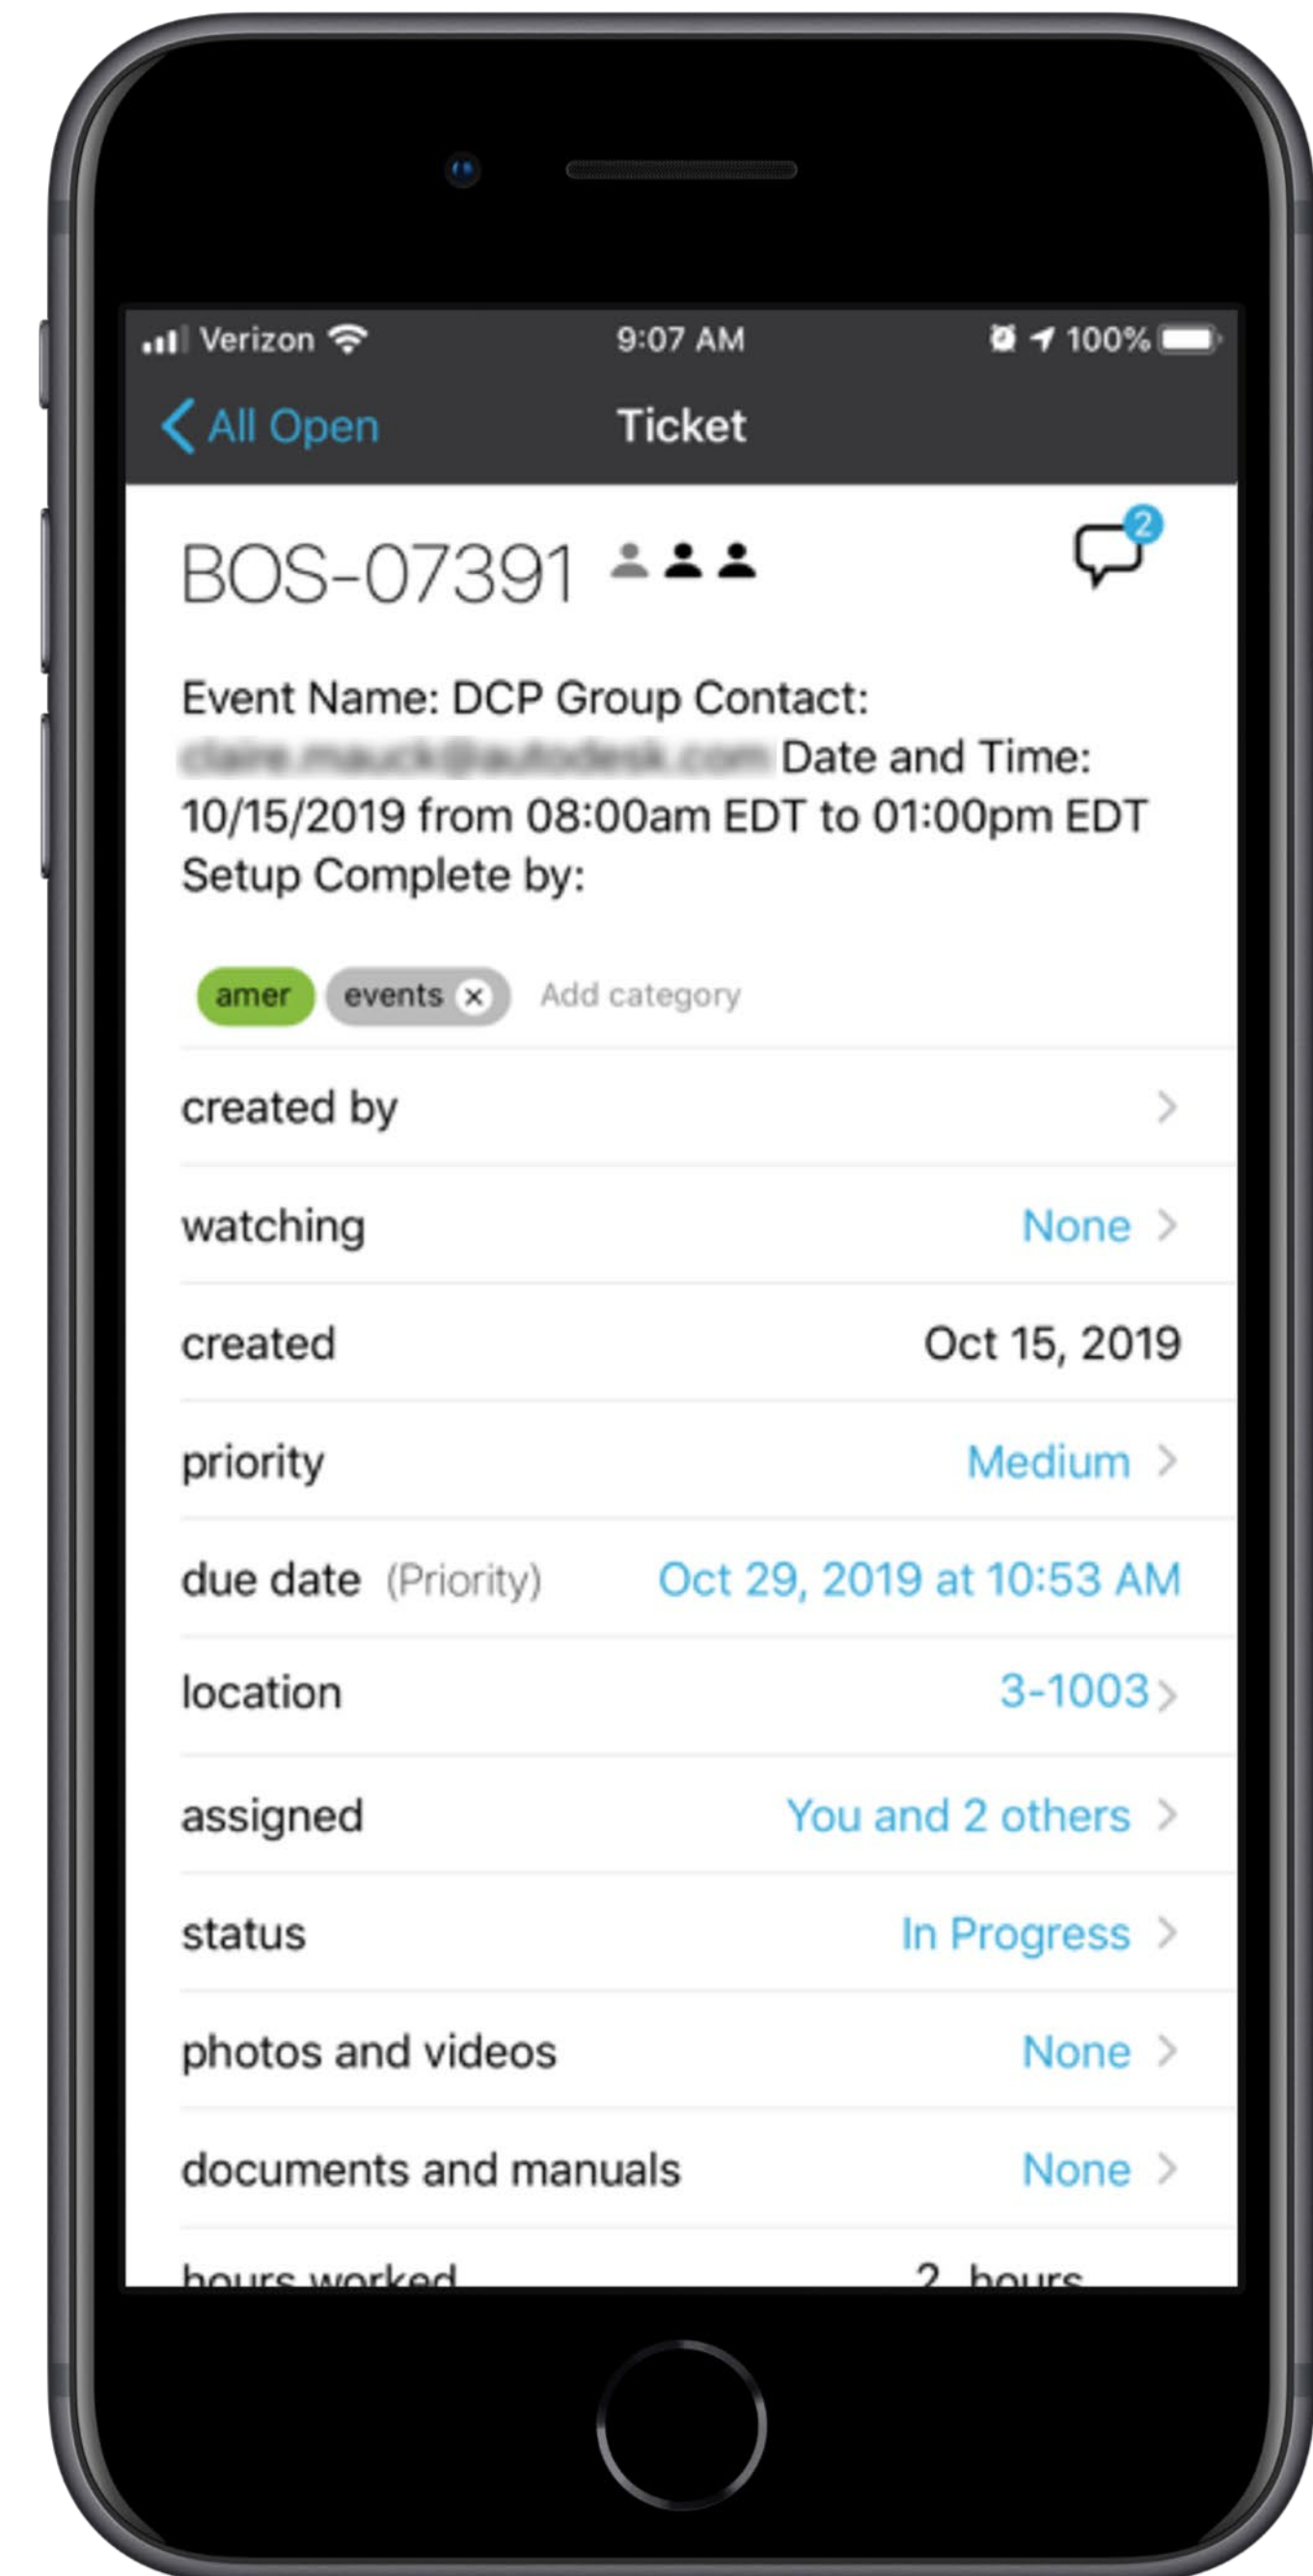 Verizon 9:07 AM 100%
All Open Ticket
BOS-07391 2
Event Name: DCP Group Contact:
Date and Time:
10/15/2019 from 08:00am EDT to 01:00pm EDT
Setup Complete by:
amer events Add category
created by
watching None
created Oct 15, 2019
priority Medium
due date (Priority) Oct 29, 2019 at 10:53 AM
location 3-1003
assigned You and 2 others
status In Progress
photos and videos None
documents and manuals None
hours worked 2 hours